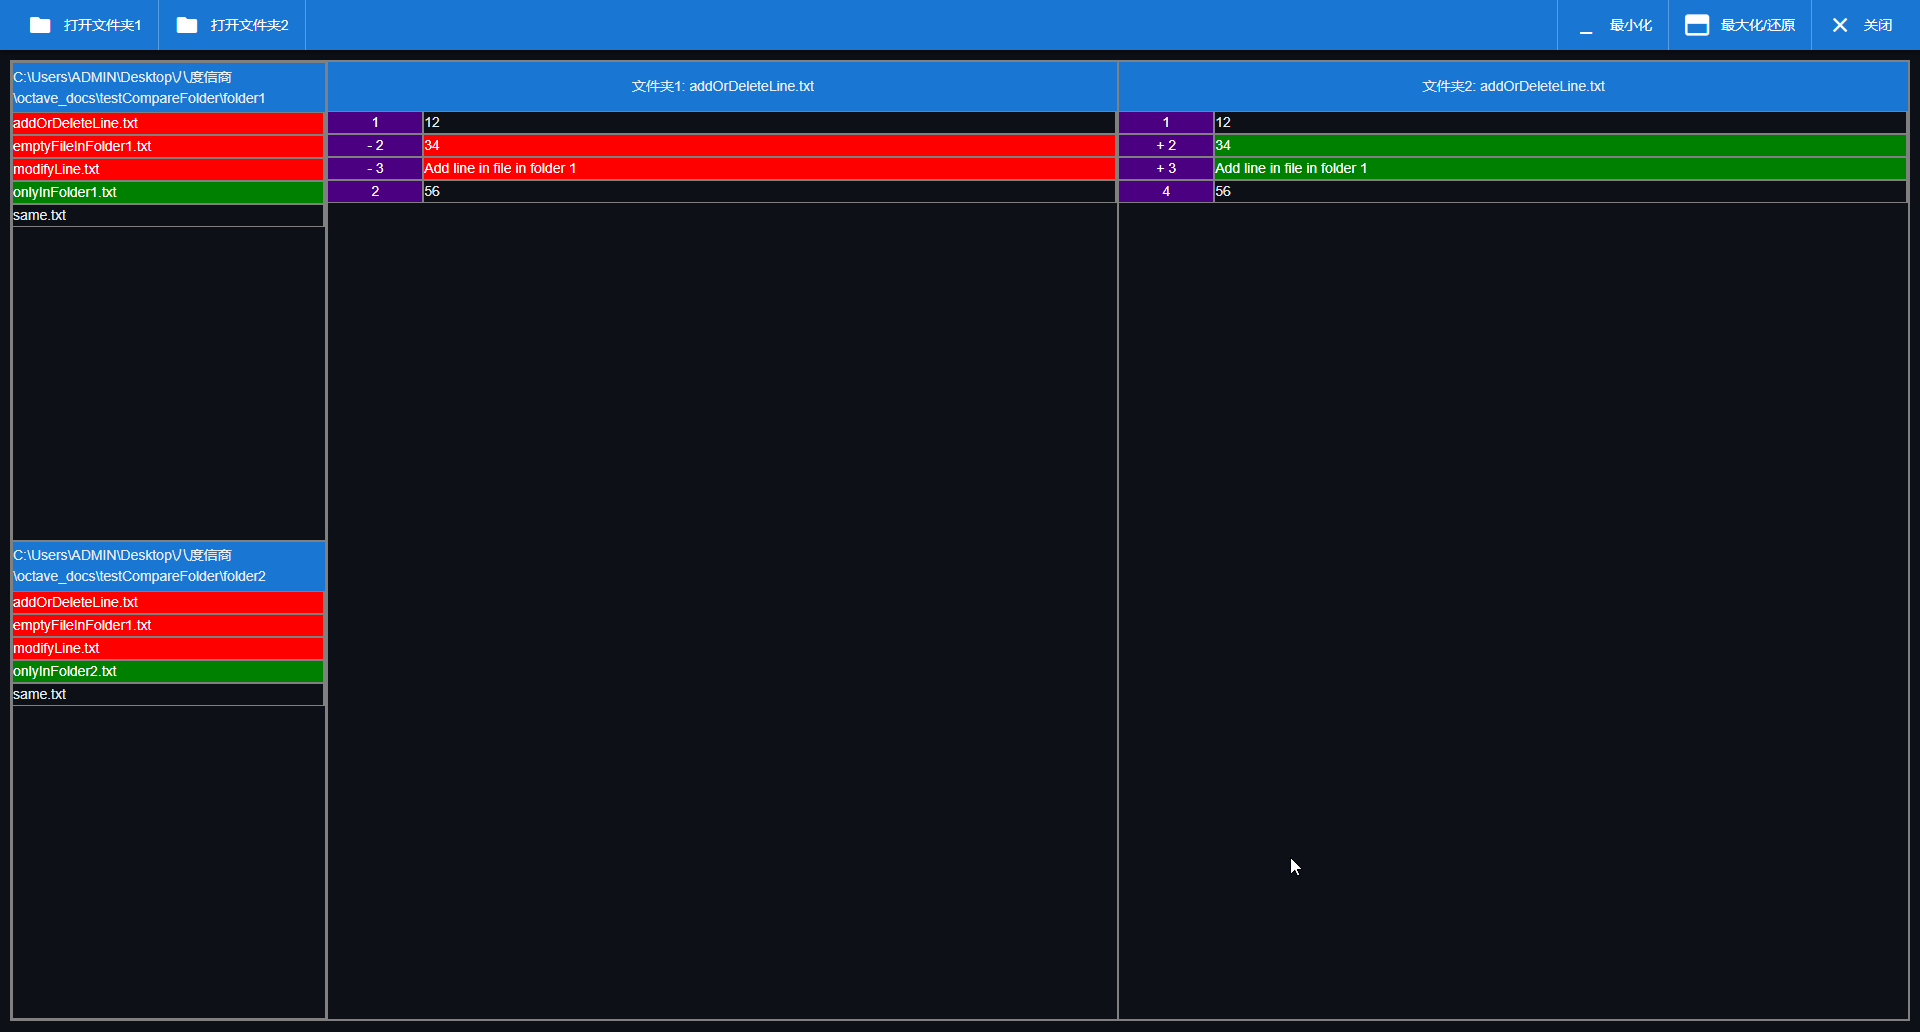 打开文件夹1
打开文件夹2
最小化
最大化/还原
关闭
C:\Users\ADMIN\Desktop\八度信商
\octave_docs\testCompareFolder\folder1
addOrDeleteLine.txt
emptyFileInFolder1.txt
modifyLine.txt
onlyInFolder1.txt
same.txt
C:\Users\ADMIN\Desktop\八度信商
\octave_docs\testCompareFolder\folder2
addOrDeleteLine.txt
emptyFileInFolder1.txt
modifyLine.txt
onlyInFolder2.txt
same.txt
文件夹1: addOrDeleteLine.txt
1 12
- 2 34
- 3 Add line in file in folder 1
2 56
文件夹2: addOrDeleteLine.txt
1 12
+ 2 34
+ 3 Add line in file in folder 1
4 56